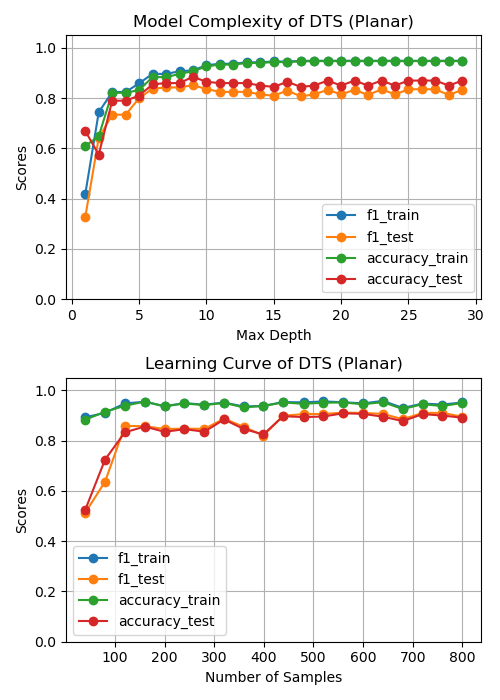 Model Complexity of DTS (Planar)
1.0
0.8
0.6
0.4
0.2
0.0
Scores
f1_train
f1_test
accuracy_train
accuracy_test
0 5 10 15 20 25 30
Max Depth
Learning Curve of DTS (Planar)
1.0
0.8
0.6
0.4
0.2
0.0
Scores
f1_train
f1_test
accuracy_train
accuracy_test
100 200 300 400 500 600 700 800
Number of Samples